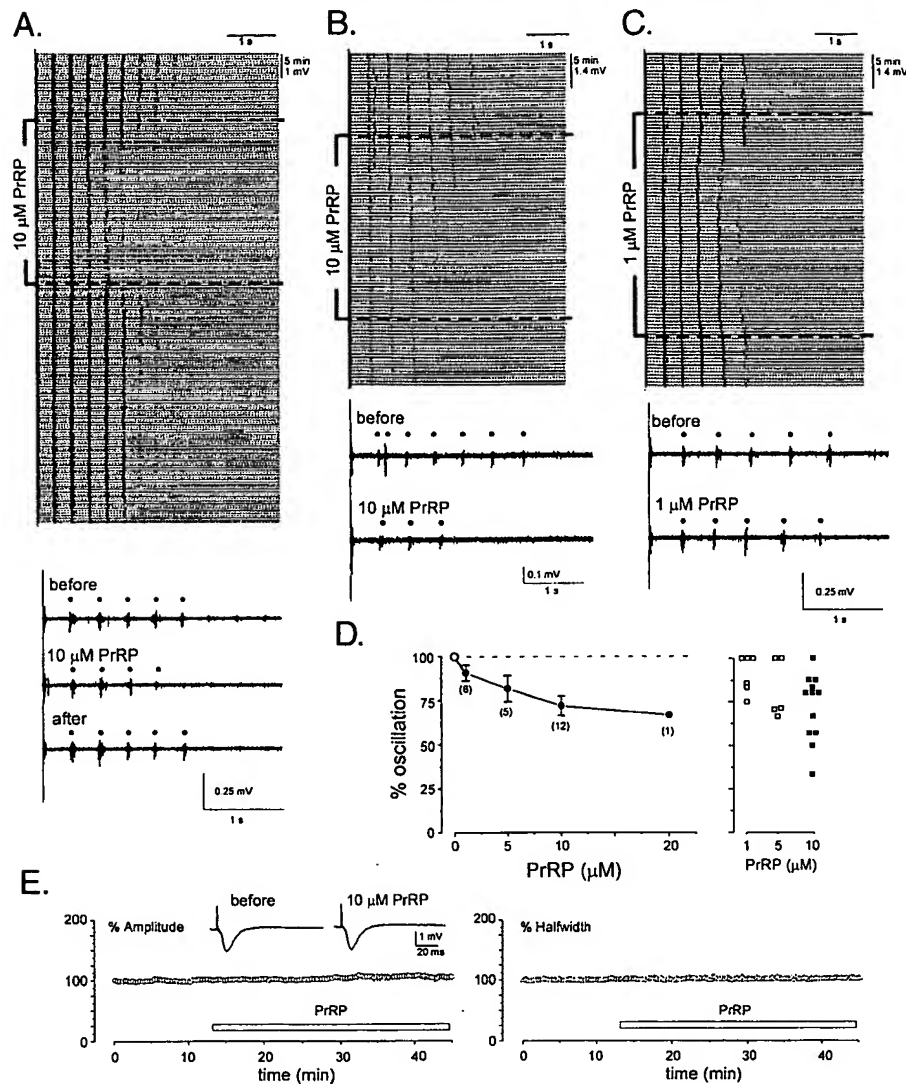 A.
1 s
5 min
1 mV
10 µM PrRP
before
10 µM PrRP
after
0.25 mV
1 s
B.
1 s
5 min
1.4 mV
10 µM PrRP
before
10 µM PrRP
0.1 mV
1 s
C.
1 s
5 min
1.4 mV
1 µM PrRP
before
1 µM PrRP
0.25 mV
1 s
D.
% oscillation
100
75
50
25
0
(6)
(5)
(12)
(1)
0 5 10 20
PrRP (µM)
1 5 10
PrRP (µM)
E.
200
100
0
% Amplitude
before
10 µM PrRP
1 mV
20 ms
PrRP
0 10 20 30 40
time (min)
200
100
0
% Halfwidth
PrRP
0 10 20 30 40
time (min)